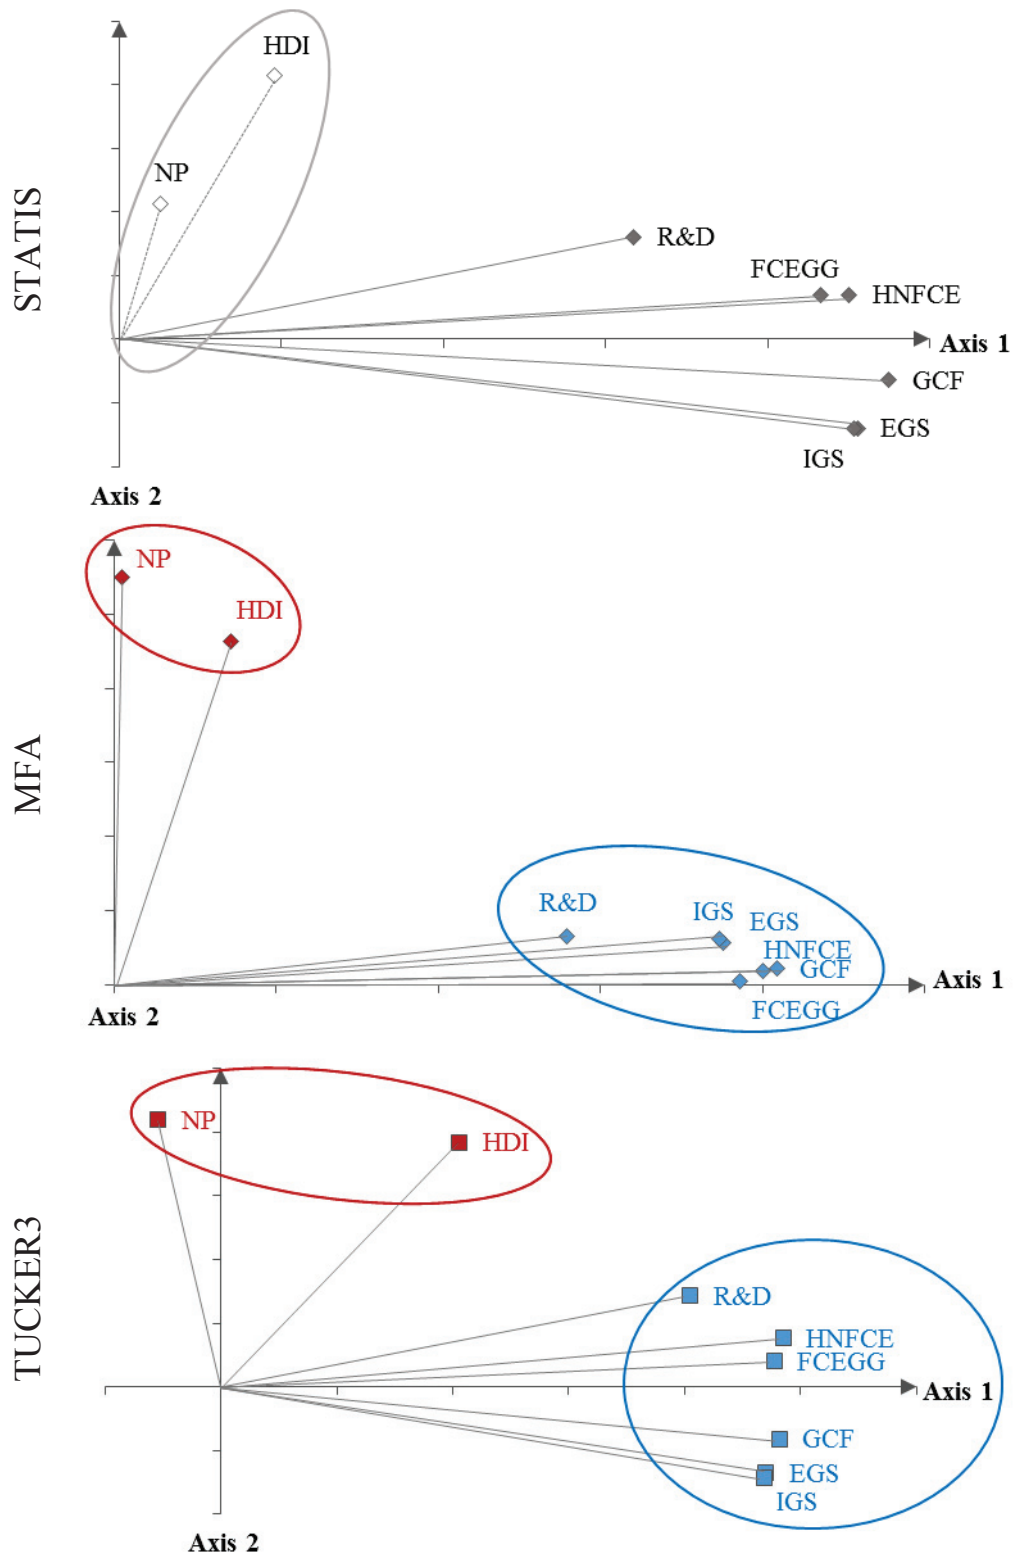 STATIS
HDI
NP
R&D
FCEGG
HNFCE
Axis 1
GCF
EGS
IGS
Axis 2
MFA
NP
HDI
R&D
IGS
EGS
HNFCE
GCF
Axis 1
FCEGG
Axis 2
TUCKER3
NP
HDI
R&D
HNFCE
FCEGG
Axis 1
GCF
EGS
IGS
Axis 2